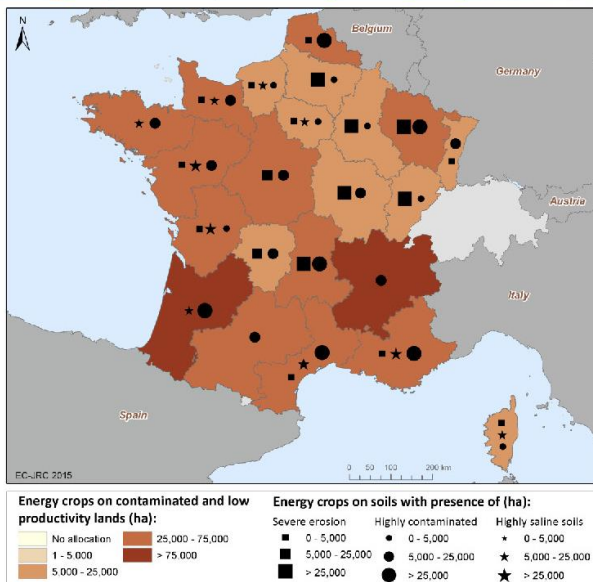 N
Belgium
Germany
Austria
Italy
Spain
EC-JRC 2015
0 100 200 km
Energy crops on contaminated and low
productivity lands (ha):
No allocation
1 - 5.000
5 000 - 25,000
25,000 - 75,000
> 75,000
Energy crops on soils with presence of (ha):
Severe erosion
0 - 5,000
5,000 - 25,000
> 25,000
Highly contaminated
0 - 5,000
5,000 - 25,000
> 25,000
Highly saline soils
0 - 5,000
5,000 - 25,000
> 25,000